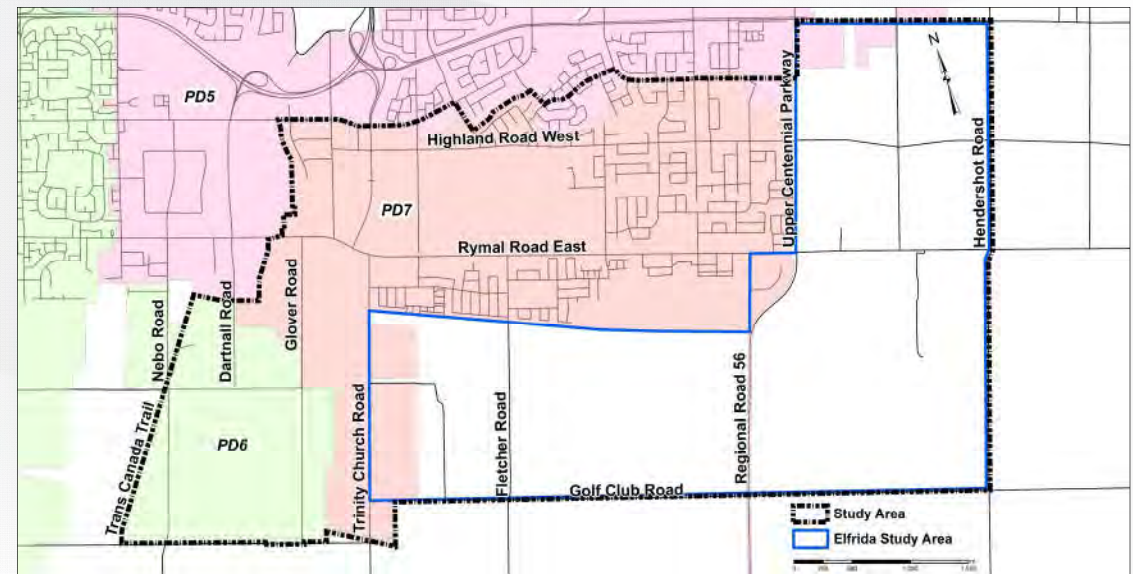 N
PD5
Highland Road West
Upper Centennial Parkway
Hendershot Road
PD7
Rymal Road East
Glover Road
Dartnall Road
Nebo Road
Trans Canada Trail
PD6
Trinity Church Road
Fletcher Road
Regional Road 56
Golf Club Road
Study Area
Elfrida Study Area